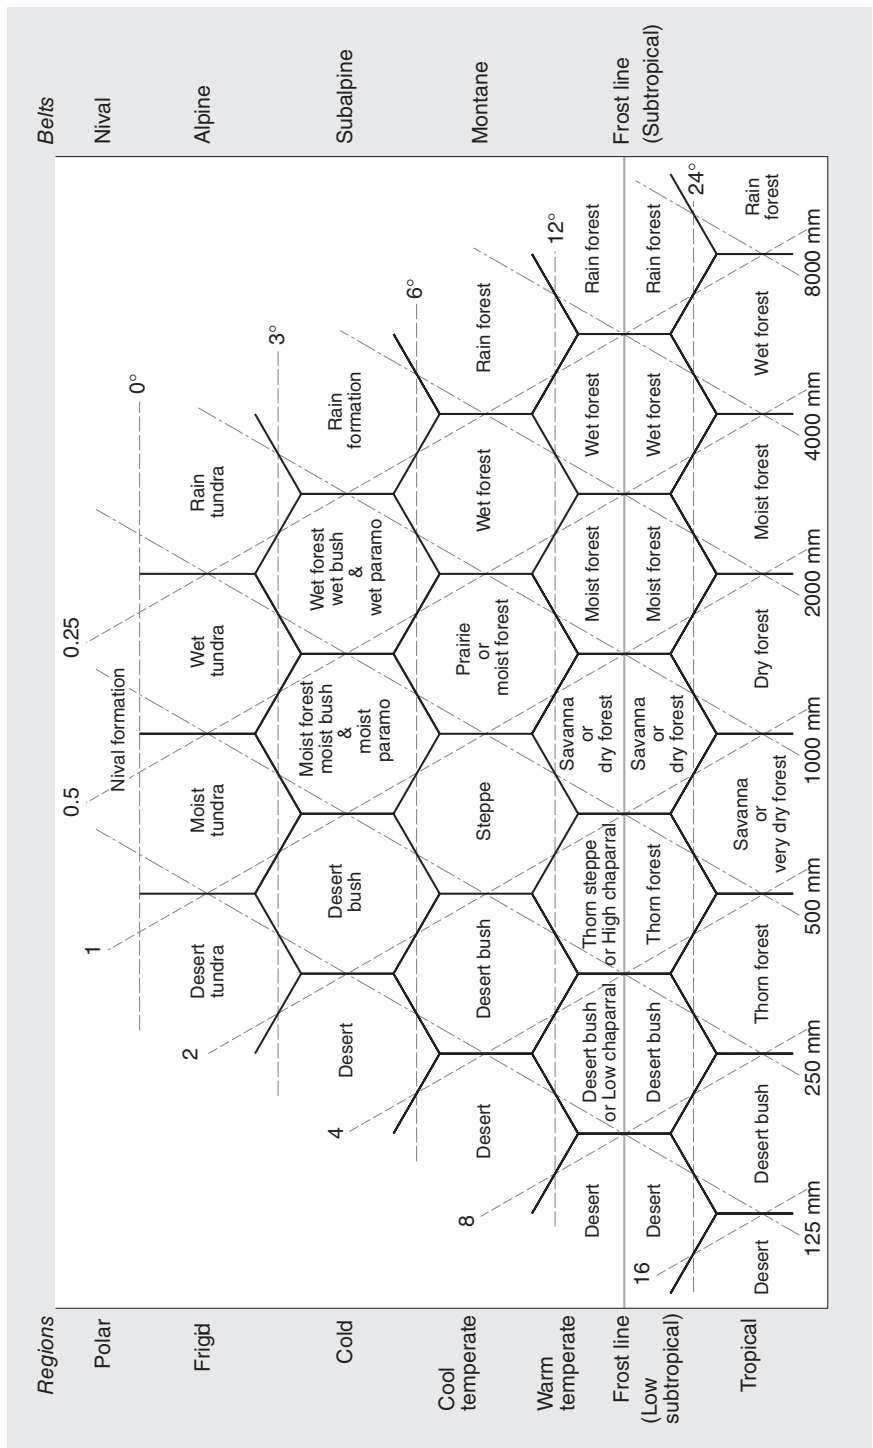 Regions
Belts
Polar
Nival
Nival formation
0.5
0.25
0°
Frigid
Alpine
1
Desert
tundra
Moist
tundra
Wet
tundra
Rain
tundra
3°
2
Cold
Subalpine
Desert
Desert
bush
Moist forest
moist bush
&
moist
paramo
Wet forest
wet bush
&
wet paramo
Rain
formation
6°
4
Cool
temperate
Montane
Desert
Desert bush
Steppe
Prairie
or
moist forest
Wet forest
Rain forest
12°
8
Warm
temperate
Desert
Desert bush
or Low chaparral
Thorn steppe
or High chaparral
Savanna
or
dry forest
Moist forest
Wet forest
Rain forest
Frost line
Frost line
(Low
subtropical)
(Subtropical)
Desert
Desert bush
Thorn forest
Savanna
or
dry forest
Moist forest
Wet forest
Rain forest
16
24°
Tropical
Desert
Desert bush
Thorn forest
Savanna
or
very dry forest
Dry forest
Moist forest
Wet forest
Rain
forest
125 mm
250 mm
500 mm
1000 mm
2000 mm
4000 mm
8000 mm